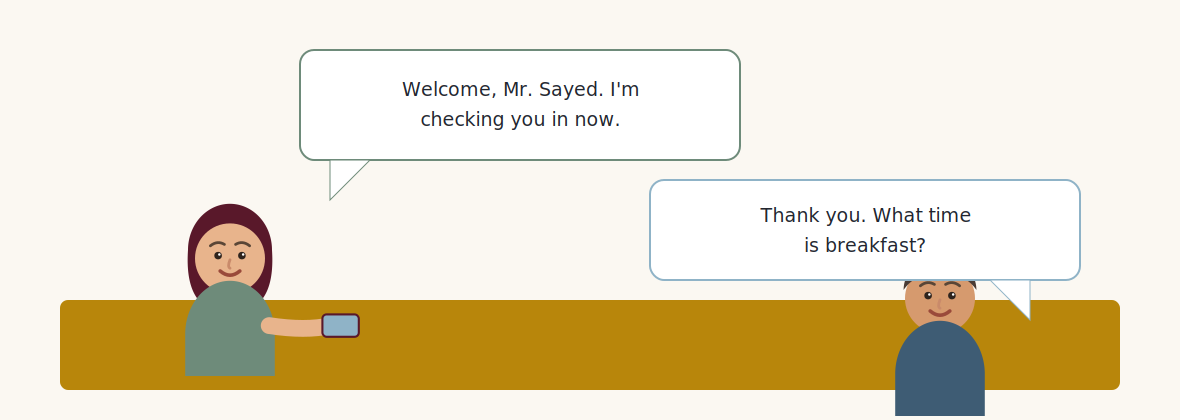 Welcome, Mr. Sayed. I'm
checking you in now.
Thank you. What time
is breakfast?